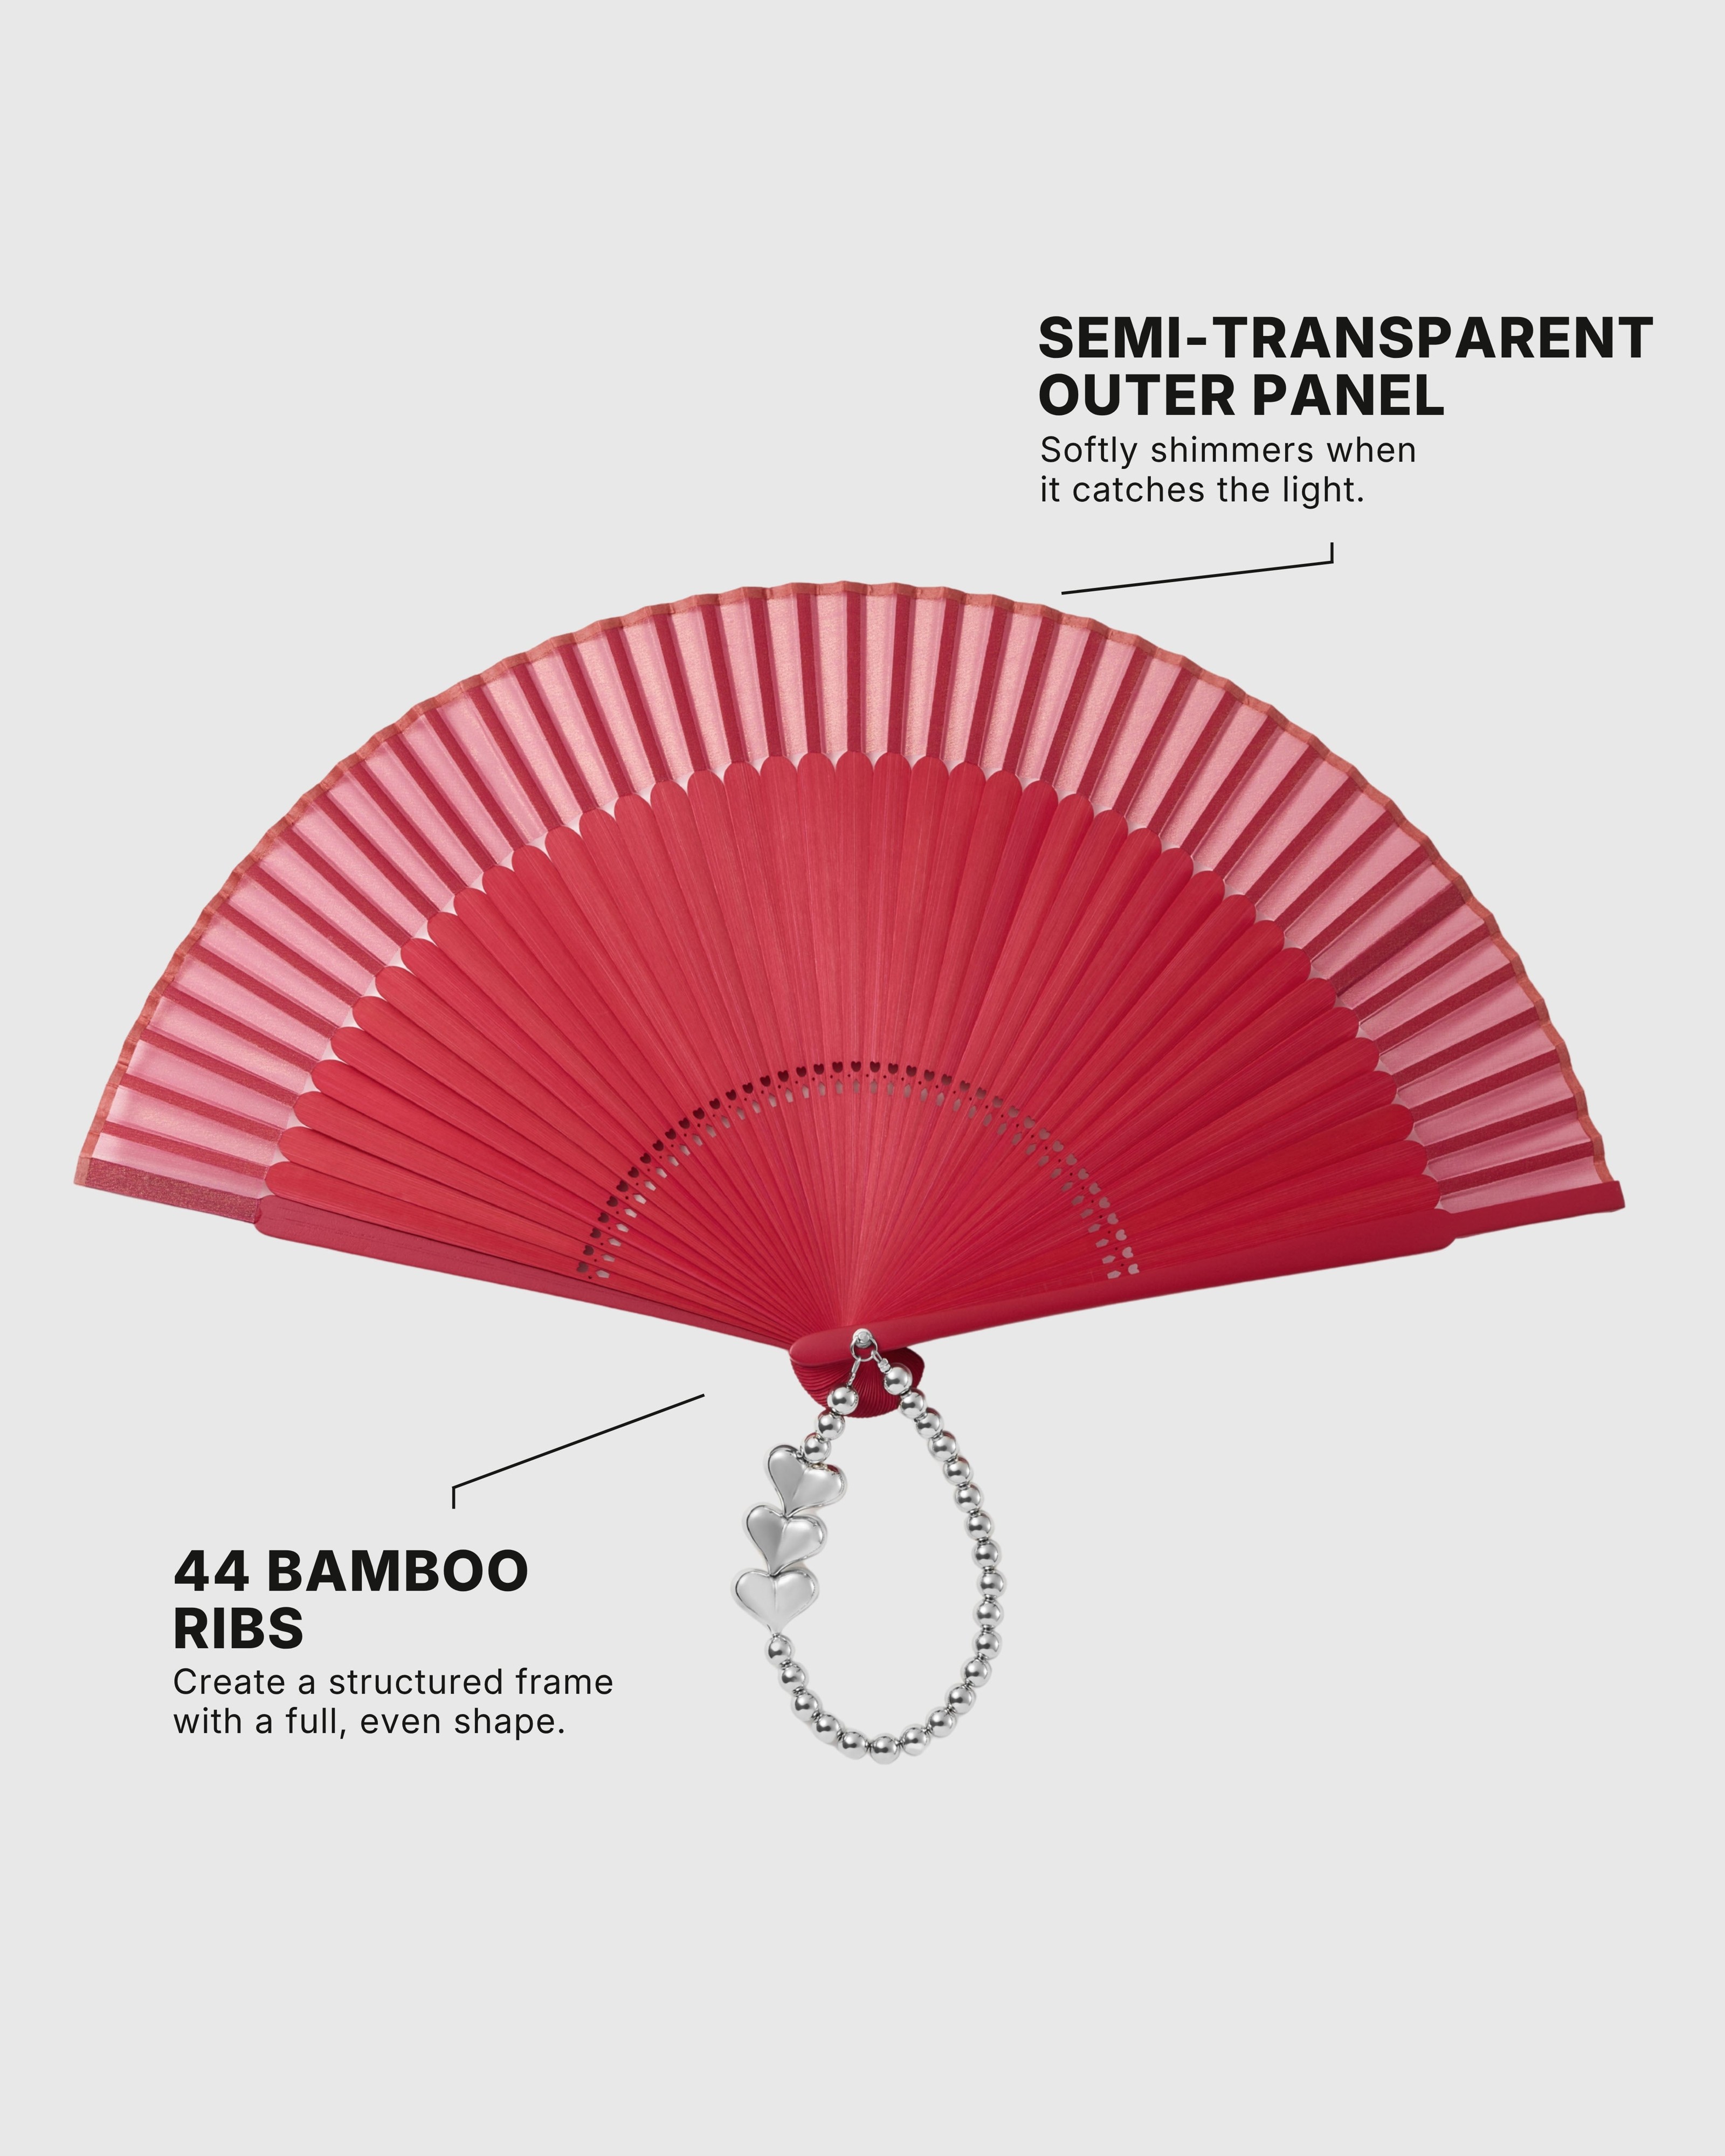 SEMI-TRANSPARENT
OUTER PANEL
Softly shimmers when
it catches the light.
44 BAMBOO
RIBS
Create a structured frame
with a full, even shape.